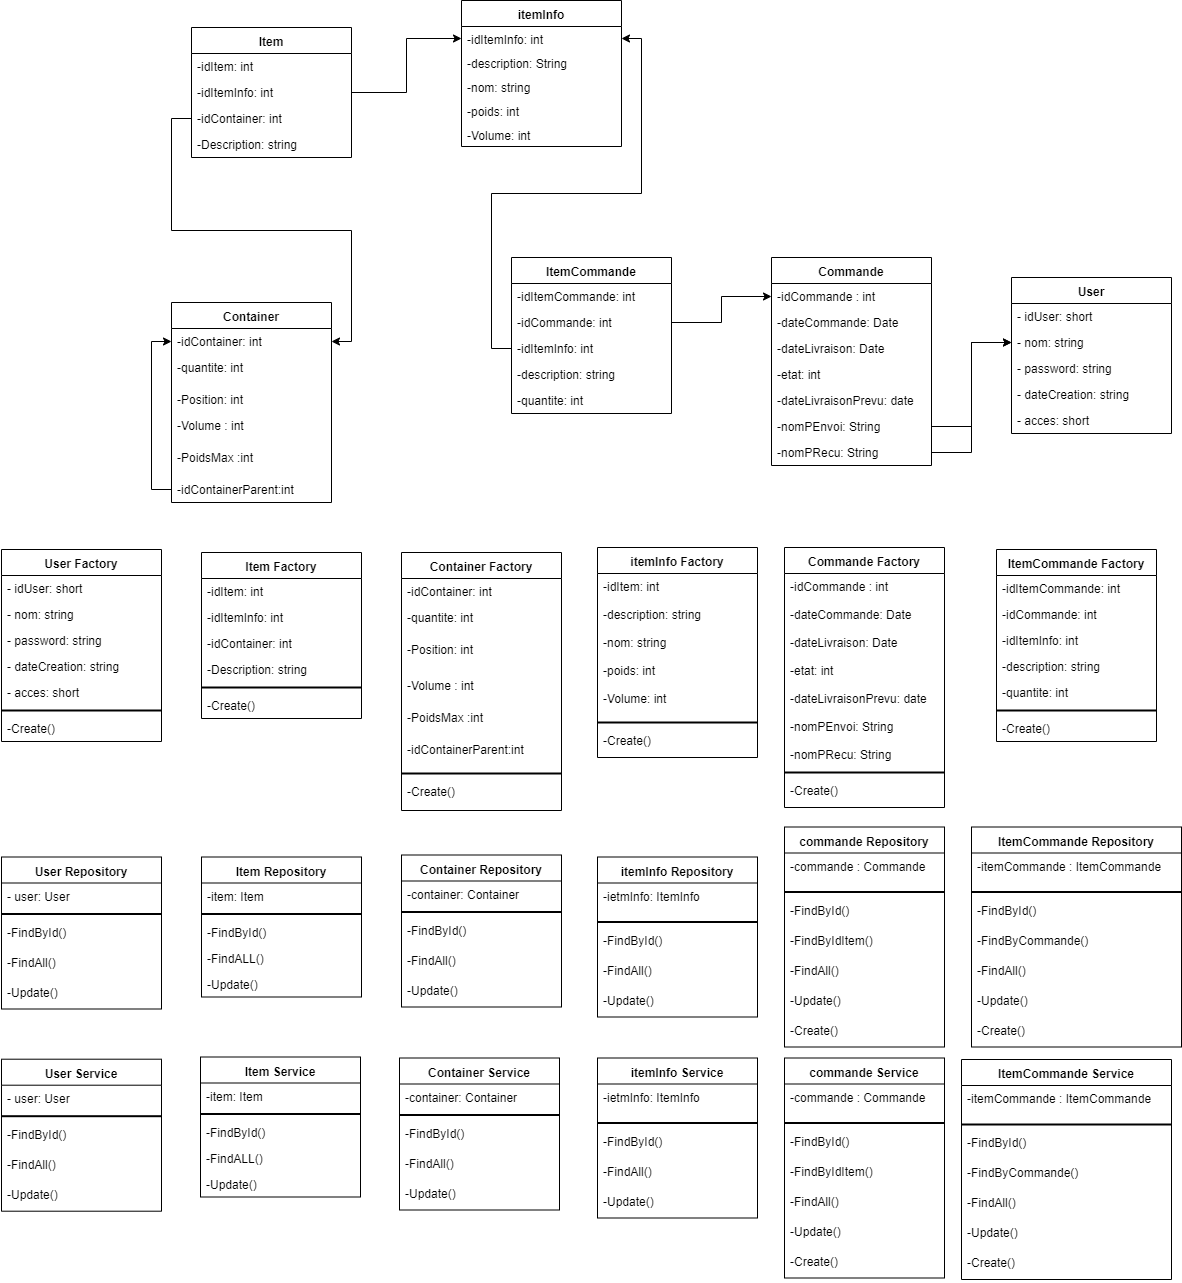 itemInfo
-idItemInfo: int
-description: String
-nom: string
-poids: int
-Volume: int
Item
-idItem: int
-idItemInfo: int
-idContainer: int
-Description: string
Container
-idContainer: int
-quantite: int
-Position: int
-Volume : int
-PoidsMax :int
-idContainerParent:int
ItemCommande
-idItemCommande: int
-idCommande: int
-idItemInfo: int
-description: string
-quantite: int
Commande
-idCommande : int
-dateCommande: Date
-dateLivraison: Date
-etat: int
-dateLivraisonPrevu: date
-nomPEnvoi: String
-nomPRecu: String
User
- idUser: short
- nom: string
- password: string
- dateCreation: string
- acces: short
User Factory
- idUser: short
- nom: string
- password: string
- dateCreation: string
- acces: short
-Create()
Item Factory
-idItem: int
-idItemInfo: int
-idContainer: int
-Description: string
-Create()
Container Factory
-idContainer: int
-quantite: int
-Position: int
-Volume : int
-PoidsMax :int
-idContainerParent:int
-Create()
itemInfo Factory
-idItem: int
-description: string
-nom: string
-poids: int
-Volume: int
-Create()
Commande Factory
-idCommande : int
-dateCommande: Date
-dateLivraison: Date
-etat: int
-dateLivraisonPrevu: date
-nomPEnvoi: String
-nomPRecu: String
-Create()
ItemCommande Factory
-idItemCommande: int
-idCommande: int
-idItemInfo: int
-description: string
-quantite: int
-Create()
User Repository
- user: User
-FindById()
-FindAll()
-Update()
Item Repository
-item: Item
-FindById()
-FindALL()
-Update()
Container Repository
-container: Container
-FindById()
-FindAll()
-Update()
itemInfo Repository
-ietmInfo: ItemInfo
-FindById()
-FindAll()
-Update()
commande Repository
-commande : Commande
-FindById()
-FindByIdItem()
-FindAll()
-Update()
-Create()
ItemCommande Repository
-itemCommande : ItemCommande
-FindById()
-FindByCommande()
-FindAll()
-Update()
-Create()
User Service
- user: User
-FindById()
-FindAll()
-Update()
Item Service
-item: Item
-FindById()
-FindALL()
-Update()
Container Service
-container: Container
-FindById()
-FindAll()
-Update()
itemInfo Service
-ietmInfo: ItemInfo
-FindById()
-FindAll()
-Update()
commande Service
-commande : Commande
-FindById()
-FindByIdItem()
-FindAll()
-Update()
-Create()
ItemCommande Service
-itemCommande : ItemCommande
-FindById()
-FindByCommande()
-FindAll()
-Update()
-Create()